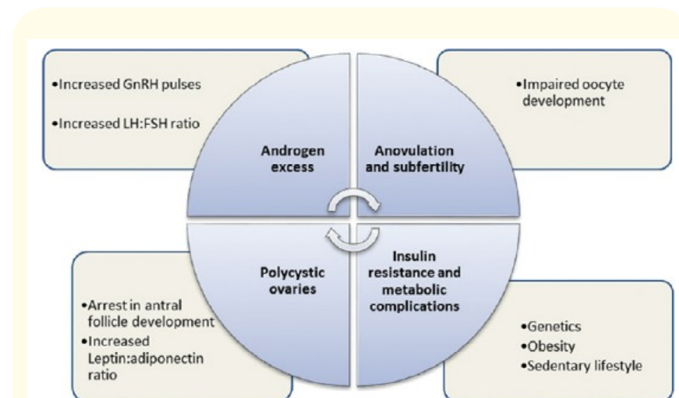 •Increased GnRH pulses
•Increased LH:FSH ratio
Androgen
excess
Anovulation
and subfertility
•Impaired oocyte
development
Polycystic
ovaries
•Arrest in antral
follicle development
•Increased
Leptin:adiponectin
ratio
Insulin
resistance and
metabolic
complications
•Genetics
•Obesity
•Sedentary lifestyle